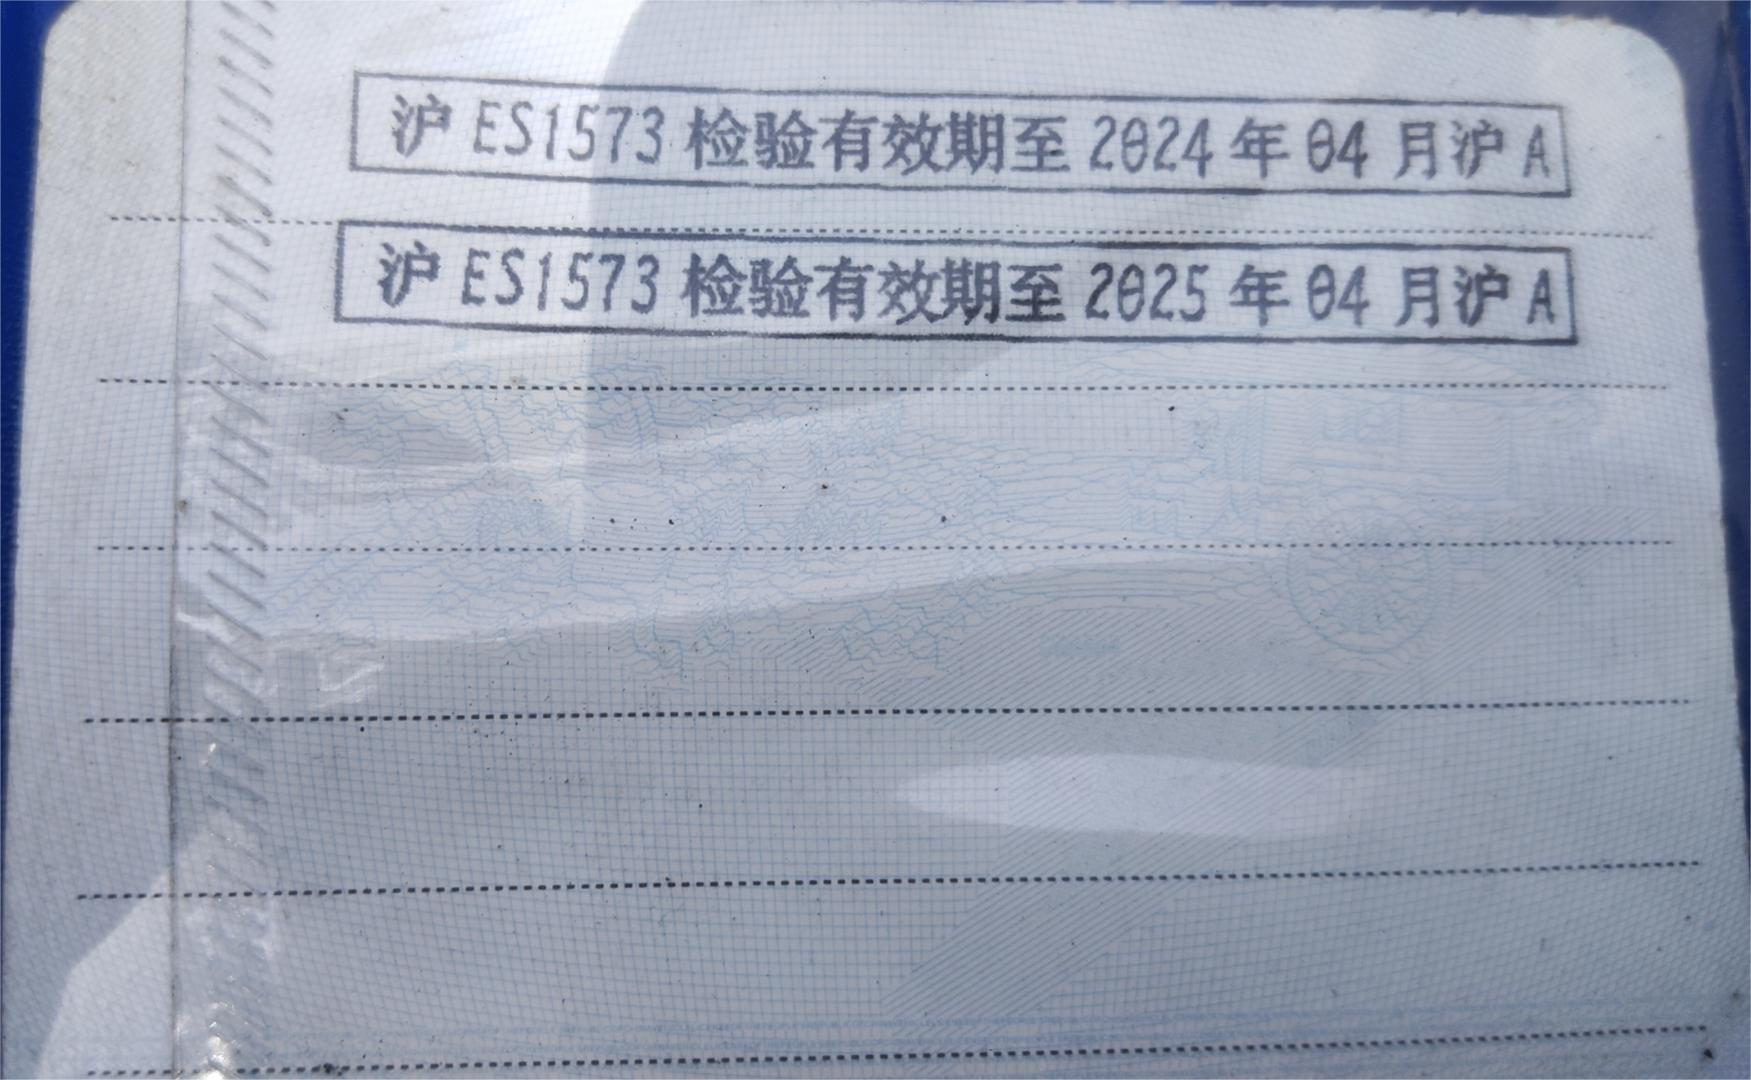 沪 ES1573 检验有效期至 2024 年 04 月沪 A
沪 ES1573 检验有效期至 2025 年 04 月沪 A